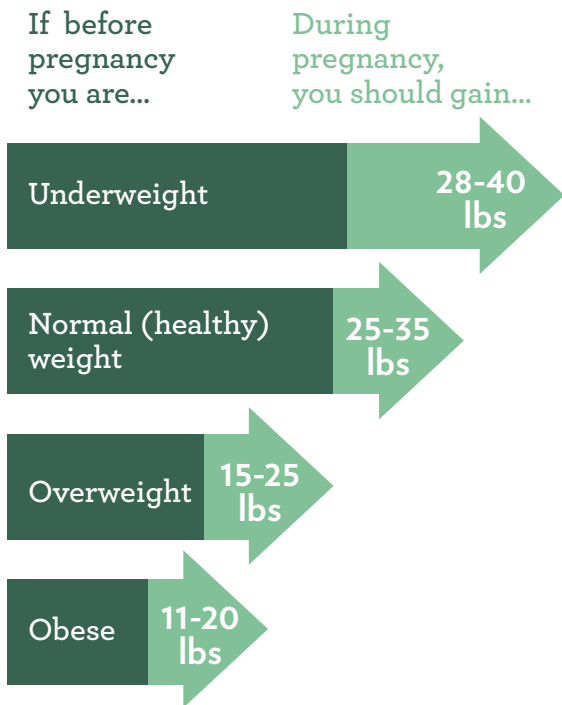 If before
pregnancy
you are...
During
pregnancy,
you should gain...
Underweight
28-40
lbs
Normal (healthy)
weight
25-35
lbs
Overweight
15-25
lbs
Obese
11-20
lbs